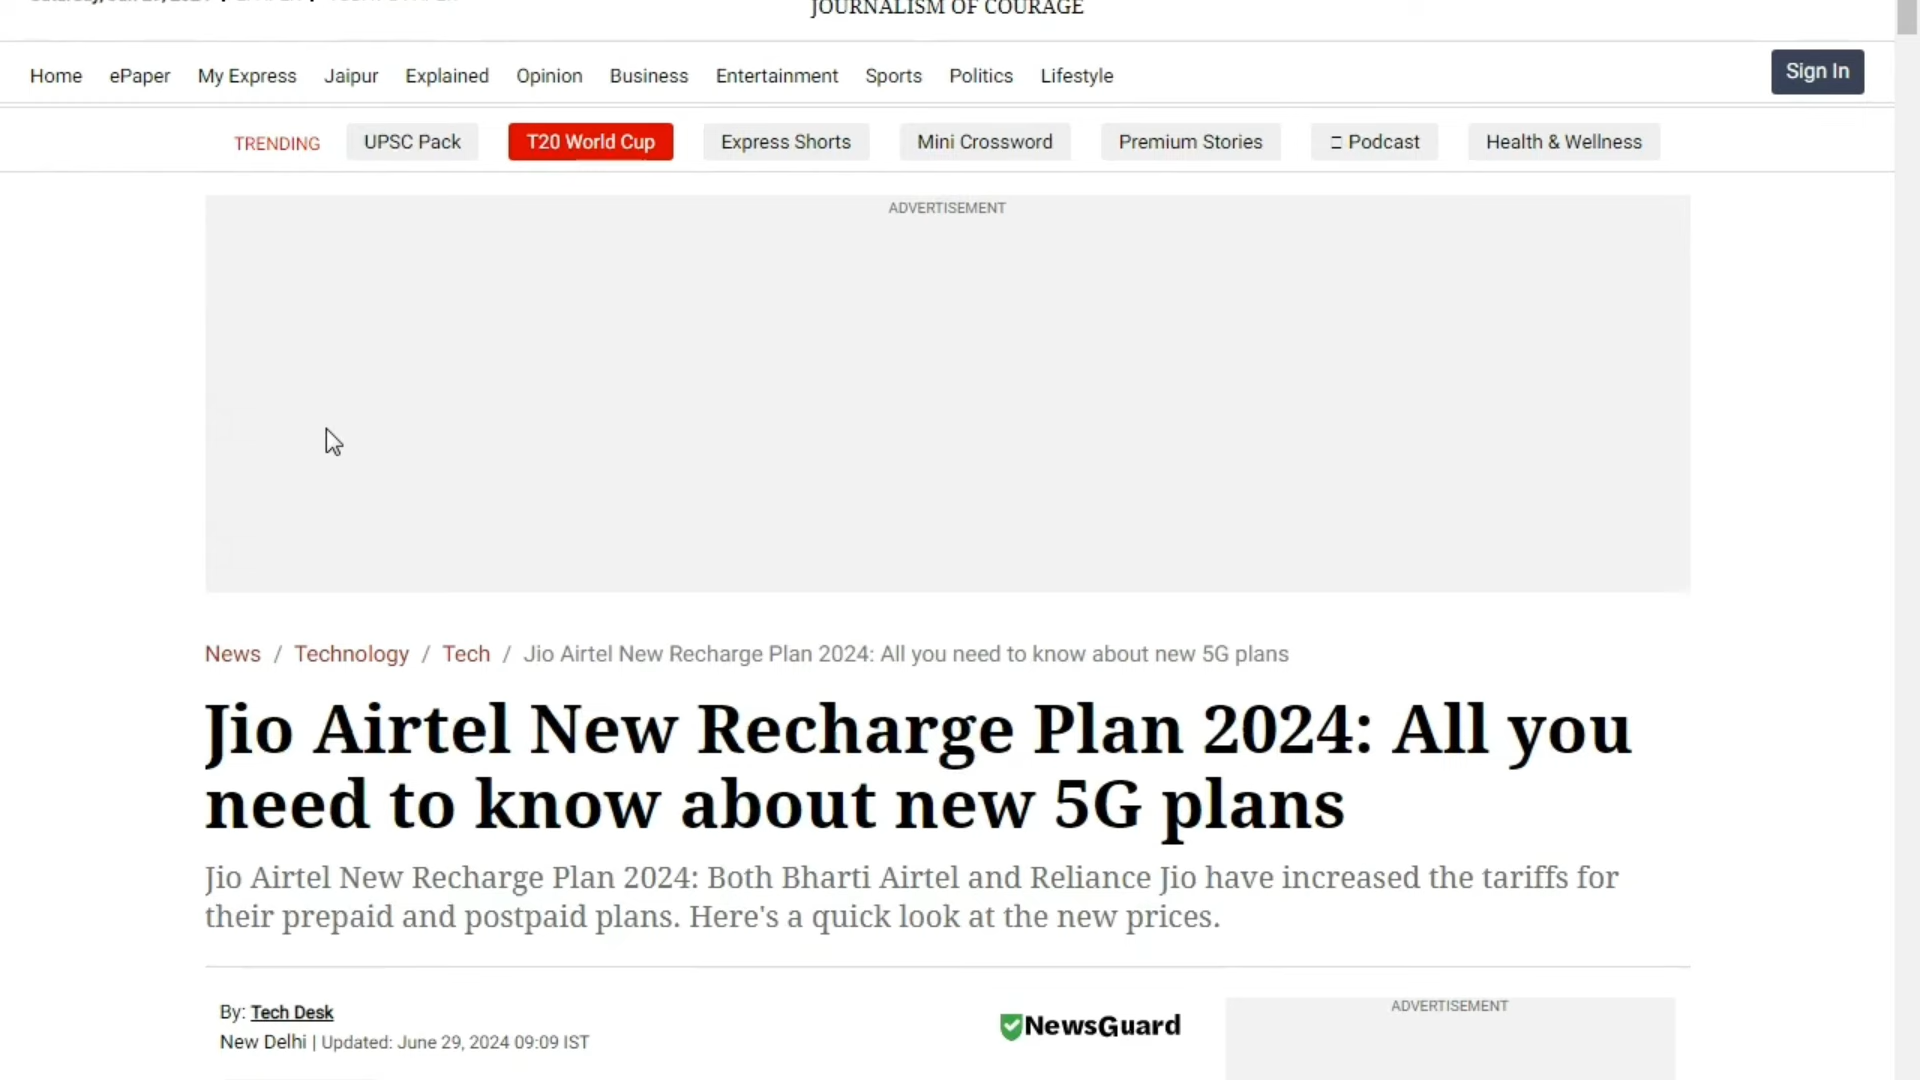 JOURNALISM OF COURAGE
Home ePaper My Express Jaipur Explained Opinion Business Entertainment Sports Politics Lifestyle Sign In
TRENDING UPSC Pack T20 World Cup Express Shorts Mini Crossword Premium Stories Podcast Health & Wellness
ADVERTISEMENT
News / Technology / Tech / Jio Airtel New Recharge Plan 2024: All you need to know about new 5G plans
Jio Airtel New Recharge Plan 2024: All you
need to know about new 5G plans
Jio Airtel New Recharge Plan 2024: Both Bharti Airtel and Reliance Jio have increased the tariffs for
their prepaid and postpaid plans. Here's a quick look at the new prices.
By: Tech Desk
New Delhi | Updated: June 29, 2024 09:09 IST
NewsGuard
ADVERTISEMENT